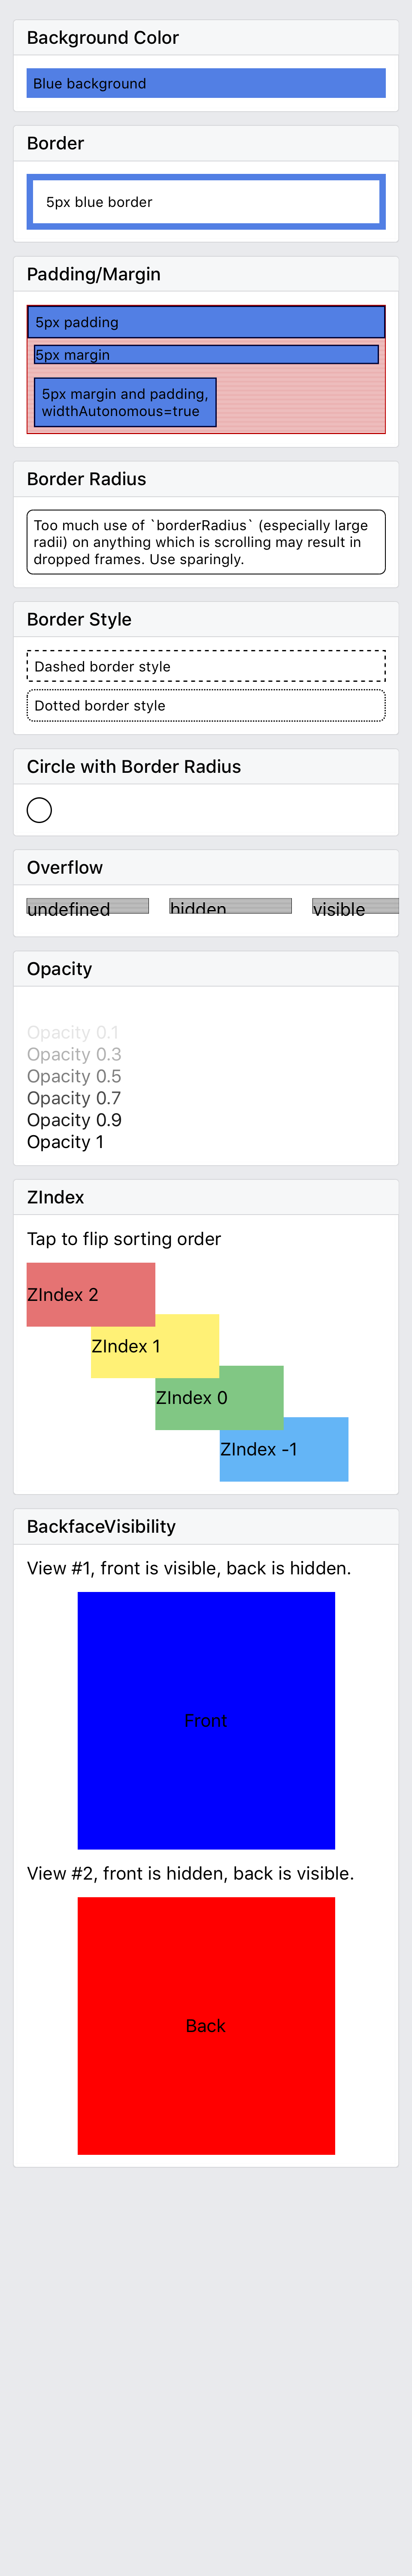 Background Color
Blue background
Border
5px blue border
Padding/Margin
5px padding
5px margin
5px margin and padding,
widthAutonomous=true
Border Radius
Too much use of `borderRadius` (especially large
radii) on anything which is scrolling may result in
dropped frames. Use sparingly.
Border Style
Dashed border style
Dotted border style
Circle with Border Radius
Overflow
undefined hidden visible
Opacity
Opacity 0.1
Opacity 0.3
Opacity 0.5
Opacity 0.7
Opacity 0.9
Opacity 1
ZIndex
Tap to flip sorting order
ZIndex 2
ZIndex 1
ZIndex 0
ZIndex -1
BackfaceVisibility
View #1, front is visible, back is hidden.
Front
View #2, front is hidden, back is visible.
Back